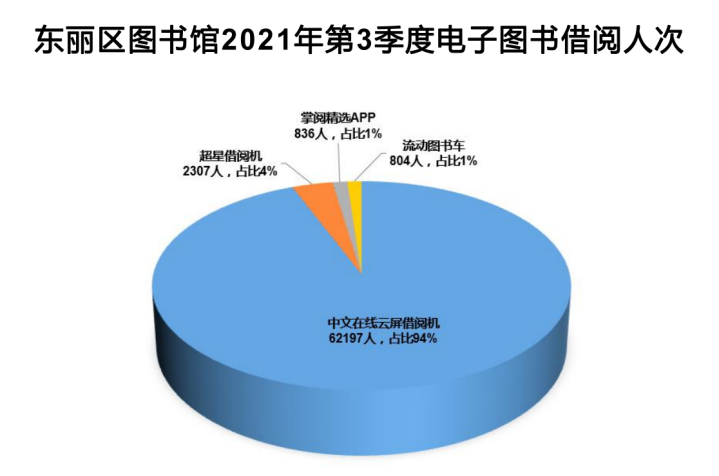 东丽区图书馆2021年第3季度电子图书借阅人次
掌阅精选APP
836人，占比1%
流动图书车
804人，占比1%
超星借阅机
2307人，占比4%
中文在线云屏借阅机
62197人，占比94%